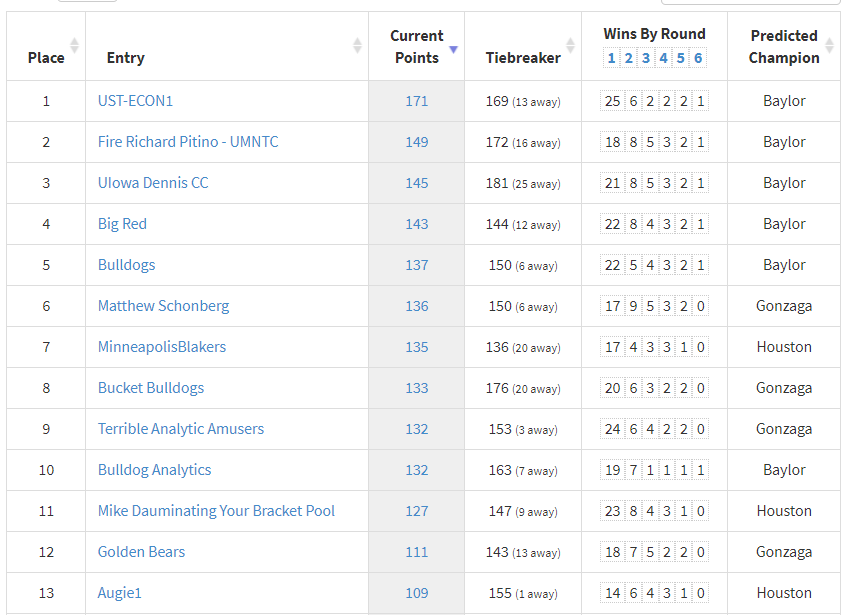 Place Entry Current Points Tiebreaker Wins By Round 1 2 3 4 5 6 Predicted Champion
1 UST-ECON1 171 169 (13 away) 25 6 2 2 2 1 Baylor
2 Fire Richard Pitino - UMNTC 149 172 (16 away) 18 8 5 3 2 1 Baylor
3 UIowa Dennis CC 145 181 (25 away) 21 8 5 3 2 1 Baylor
4 Big Red 143 144 (12 away) 22 8 4 3 2 1 Baylor
5 Bulldogs 137 150 (6 away) 22 5 4 3 2 1 Baylor
6 Matthew Schonberg 136 150 (6 away) 17 9 5 3 2 0 Gonzaga
7 MinneapolisBlakers 135 136 (20 away) 17 4 3 3 1 0 Houston
8 Bucket Bulldogs 133 176 (20 away) 20 6 3 2 2 0 Gonzaga
9 Terrible Analytic Amusers 132 153 (3 away) 24 6 4 2 2 0 Gonzaga
10 Bulldog Analytics 132 163 (7 away) 19 7 1 1 1 1 Baylor
11 Mike Dauminating Your Bracket Pool 127 147 (9 away) 23 8 4 3 1 0 Houston
12 Golden Bears 111 143 (13 away) 18 7 5 2 2 0 Gonzaga
13 Augie1 109 155 (1 away) 14 6 4 3 1 0 Houston